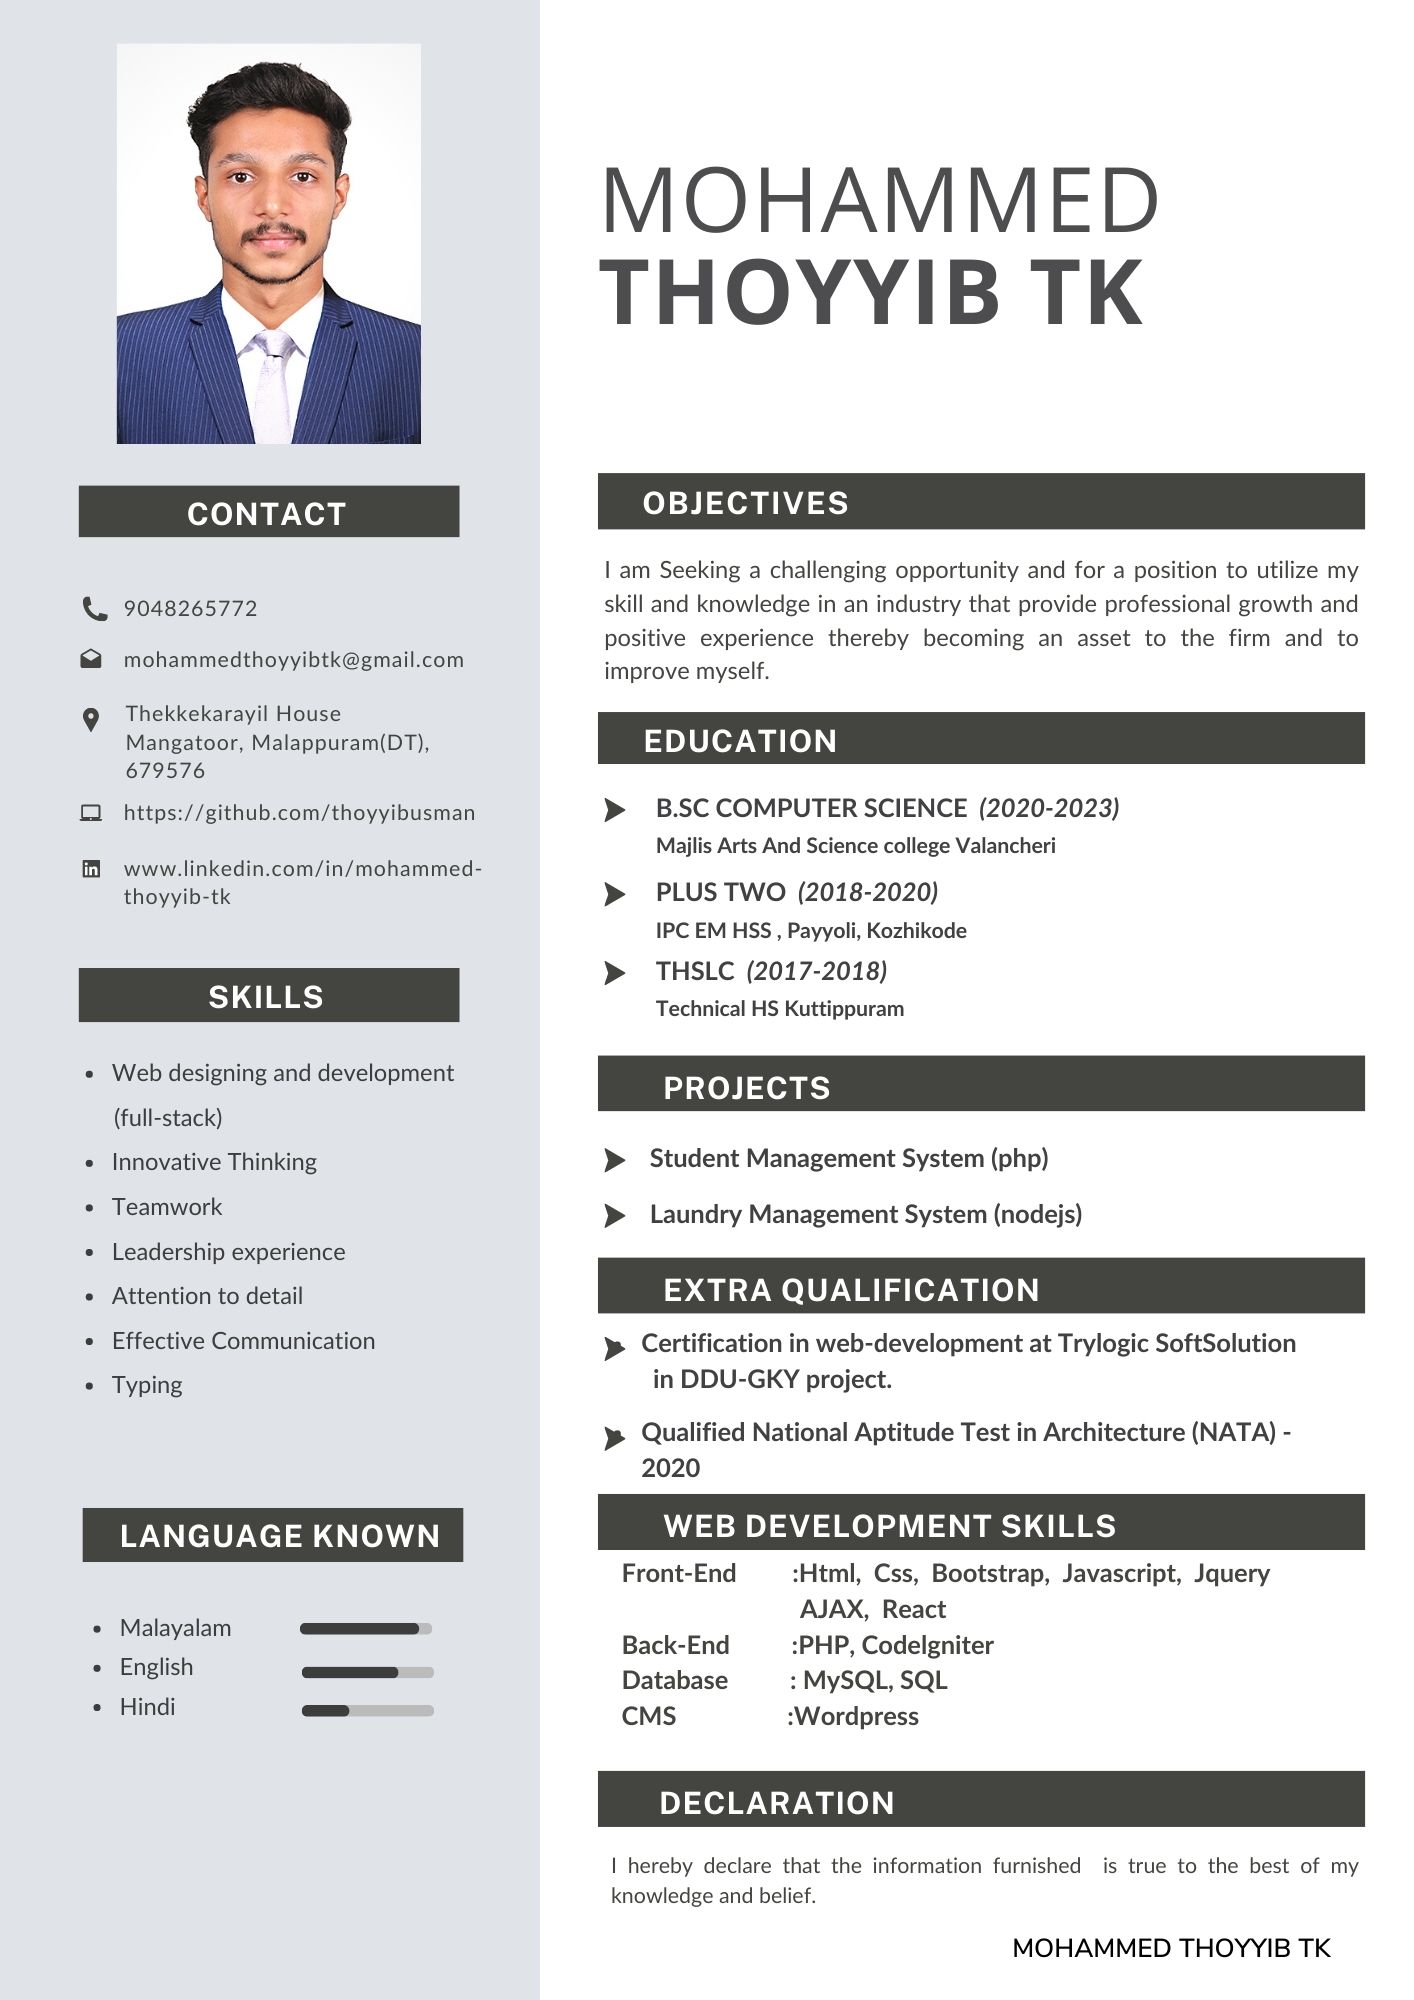 MOHAMMED
THOYYIB TK
CONTACT
9048265772
mohammedthoyyibtk@gmail.com
Thekkekarayil House
Mangatoor, Malappuram(DT),
679576
https://github.com/thoyyibusman
www.linkedin.com/in/mohammed-
thoyyib-tk
SKILLS
• Web designing and development
(full-stack)
• Innovative Thinking
• Teamwork
• Leadership experience
• Attention to detail
• Effective Communication
• Typing
LANGUAGE KNOWN
• Malayalam
• English
• Hindi
OBJECTIVES
I am Seeking a challenging opportunity and for a position to utilize my
skill and knowledge in an industry that provide professional growth and
positive experience thereby becoming an asset to the firm and to
improve myself.
EDUCATION
B.SC COMPUTER SCIENCE (2020-2023)
Majlis Arts And Science college Valancheri
PLUS TWO (2018-2020)
IPC EM HSS , Payyoli, Kozhikode
THSLC (2017-2018)
Technical HS Kuttippuram
PROJECTS
Student Management System (php)
Laundry Management System (nodejs)
EXTRA QUALIFICATION
Certification in web-development at Trylogic SoftSolution
in DDU-GKY project.
Qualified National Aptitude Test in Architecture (NATA) -
2020
WEB DEVELOPMENT SKILLS
Front-End :Html, Css, Bootstrap, Javascript, Jquery
AJAX, React
Back-End :PHP, CodeIgniter
Database : MySQL, SQL
CMS :Wordpress
DECLARATION
I hereby declare that the information furnished is true to the best of my
knowledge and belief.
MOHAMMED THOYYIB TK